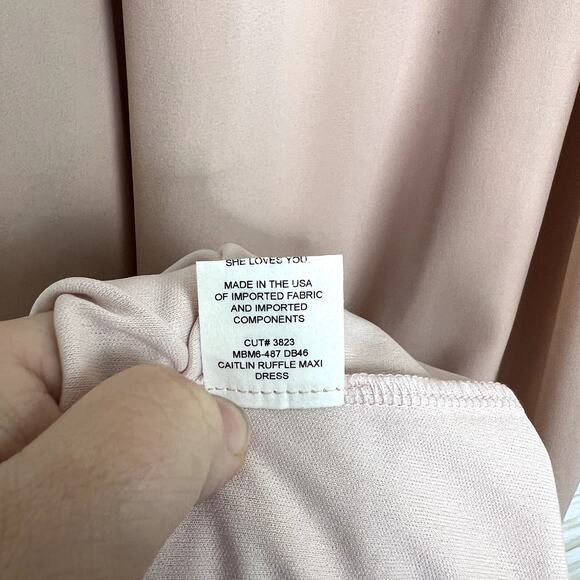 SHE LOVES YOU.
MADE IN THE USA
OF IMPORTED FABRIC
AND IMPORTED
COMPONENTS
CUT# 3823
MBM6-487 DB46
CAITLIN RUFFLE MAXI
DRESS